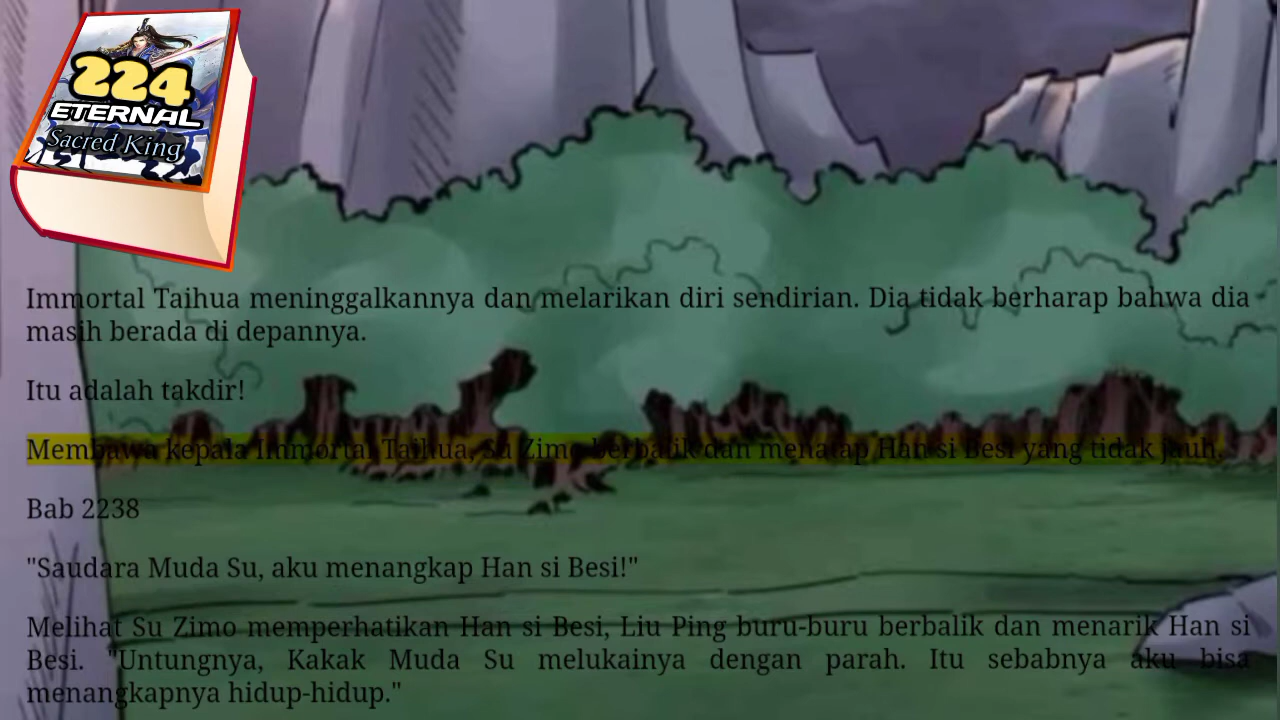 224
ETERNAL
Sacred King
Immortal Taihua meninggalkannya dan melarikan diri sendirian. Dia tidak berharap bahwa dia
masih berada di depannya.
Itu adalah takdir!
Membawa kepala Immortal Taihua, Su Zimo berbalik dan menatap Han si Besi yang tidak jauh.
Bab 2238
"Saudara Muda Su, aku menangkap Han si Besi!"
Melihat Su Zimo memperhatikan Han si Besi, Liu Ping buru-buru berbalik dan menarik Han si
Besi. "Untungnya, Kakak Muda Su melukainya dengan parah. Itu sebabnya aku bisa
menangkapnya hidup-hidup."